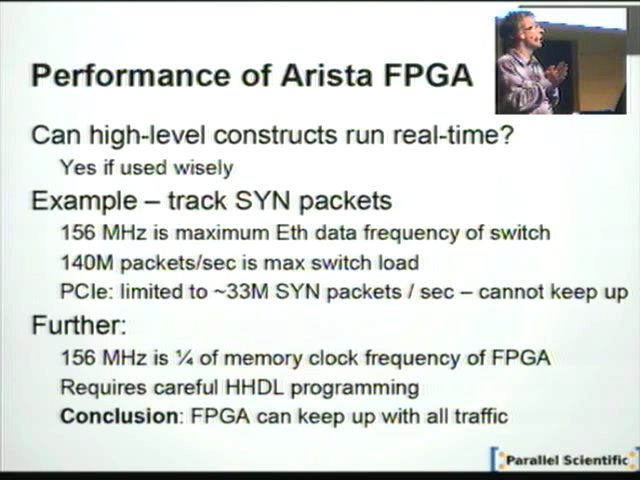 Performance of Arista FPGA
Can high-level constructs run real-time?
Yes if used wisely
Example – track SYN packets
156 MHz is maximum Eth data frequency of switch
140M packets/sec is max switch load
PCIe: limited to ~33M SYN packets / sec – cannot keep up
Further:
156 MHz is ¼ of memory clock frequency of FPGA
Requires careful HHDL programming
Conclusion: FPGA can keep up with all traffic
Parallel Scientific